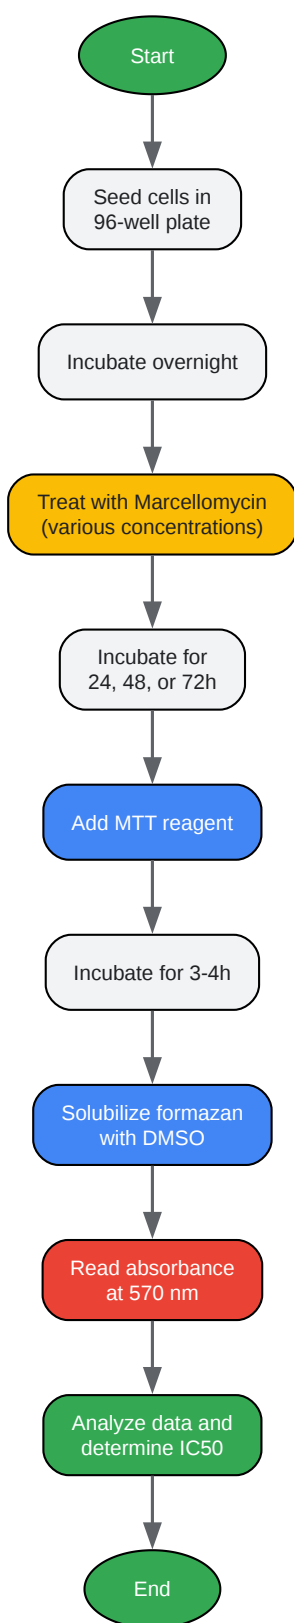 Start
Seed cells in
96-well plate
Incubate overnight
Treat with Marcellomycin
(various concentrations)
Incubate for
24, 48, or 72h
Add MTT reagent
Incubate for 3-4h
Solubilize formazan
with DMSO
Read absorbance
at 570 nm
Analyze data and
determine IC50
End